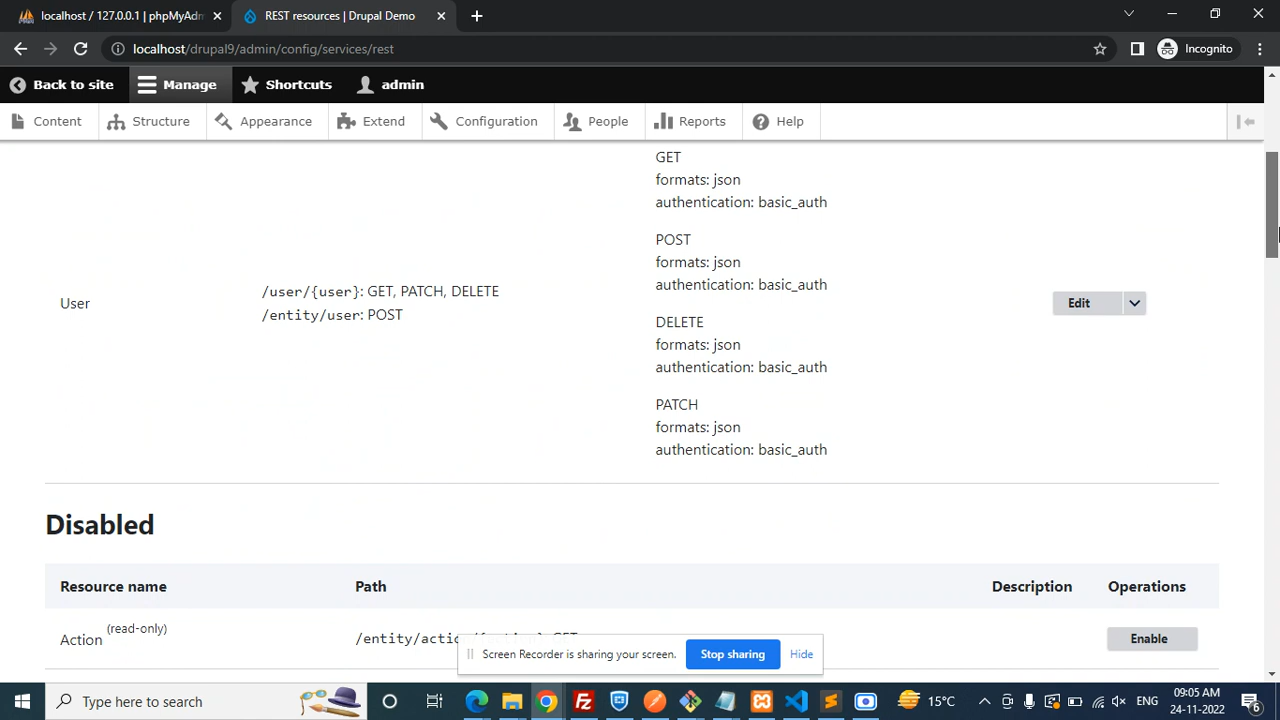 localhost / 127.0.0.1 | phpMyAdm
REST resources | Drupal Demo
localhost/drupal9/admin/config/services/rest
Incognito
Back to site
Manage
Shortcuts
admin
Content
Structure
Appearance
Extend
Configuration
People
Reports
Help
GET
formats: json
authentication: basic_auth
POST
formats: json
authentication: basic_auth
User
/user/{user}: GET, PATCH, DELETE
/entity/user: POST
Edit
DELETE
formats: json
authentication: basic_auth
PATCH
formats: json
authentication: basic_auth
Disabled
Resource name
Path
Description
Operations
Action (read-only)
Enable
Screen Recorder is sharing your screen.
Stop sharing
Hide
Type here to search
15°C
ENG
09:05 AM
24-11-2022
6